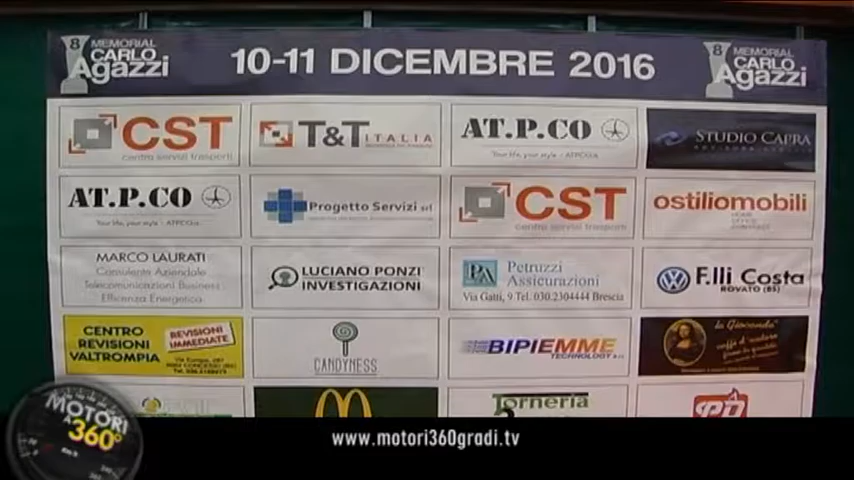 8 MEMORIAL
CARLO
Agazzi
10-11 DICEMBRE 2016
8 MEMORIAL
CARLO
Agazzi
CST
centro servizi trasporti
T&T ITALIA
AT.P.CO
Your life, your style - ATPCO.it
STUDIO CAPRA
AT.P.CO
Your life, your style - ATPCO.it
Progetto Servizi srl
CST
centro servizi trasporti
ostiliomobili
MARCO LAURATI
Consulente Aziendale
Telecomunicazioni Business
Efficienza Energetica
LUCIANO PONZI
INVESTIGAZIONI
PA Petruzzi
Assicurazioni
Via Gatti, 9 Tel. 030.2304444 Brescia
F.lli Costa
ROVATO (BS)
CENTRO
REVISIONI
VALTROMPIA
REVISIONI
IMMEDIATE
CANDYNESS
BIPIEMME
TECHNOLOGY
la Gioconda
Torneria
MOTORI
A 360°
www.motori360gradi.tv